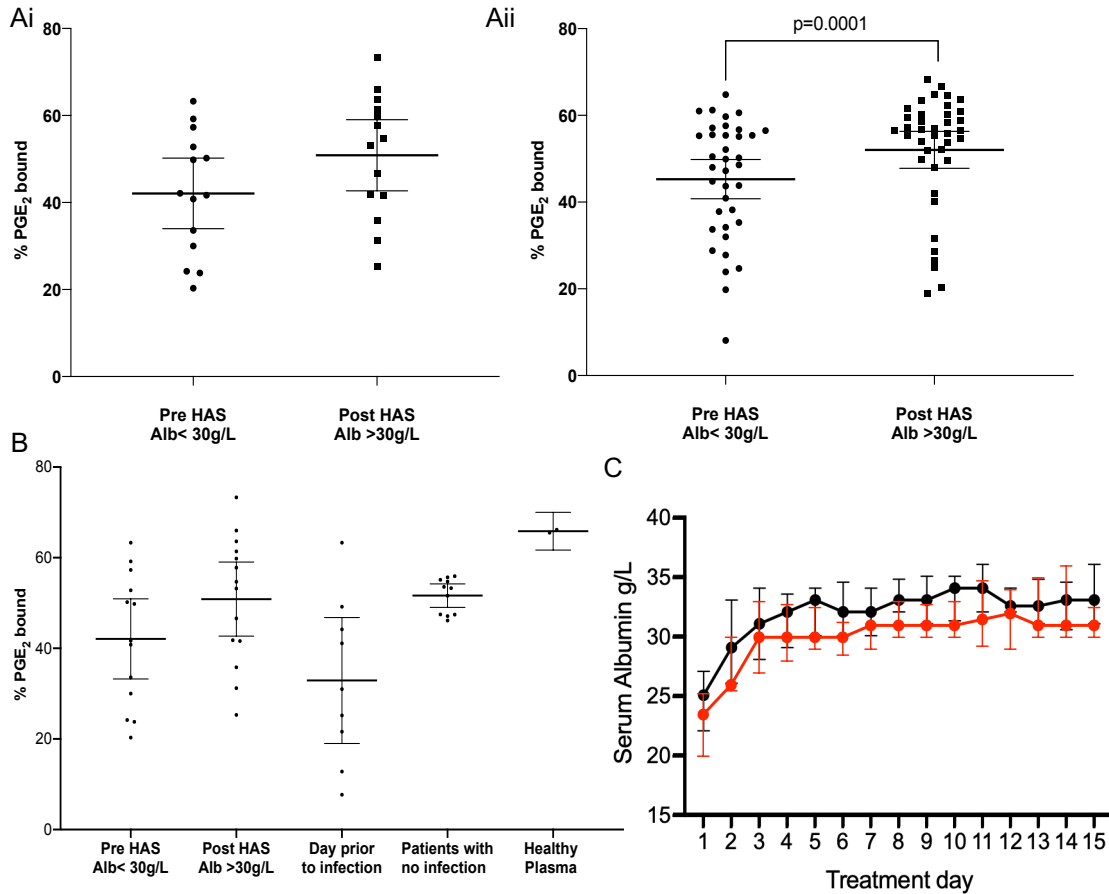 Ai
80
60
40
20
0
% PGE₂ bound
Pre HAS
Alb< 30g/L
Post HAS
Alb >30g/L
Aii
p=0.0001
80
60
40
20
0
% PGE₂ bound
Pre HAS
Alb< 30g/L
Post HAS
Alb >30g/L
B
80
60
40
20
0
% PGE₂ bound
Pre HAS
Alb< 30g/L
Post HAS
Alb >30g/L
Day prior
to infection
Patients with
no infection
Healthy
Plasma
C
40
35
30
25
20
15
Serum Albumin g/L
1 2 3 4 5 6 7 8 9 10 11 12 13 14 15
Treatment day